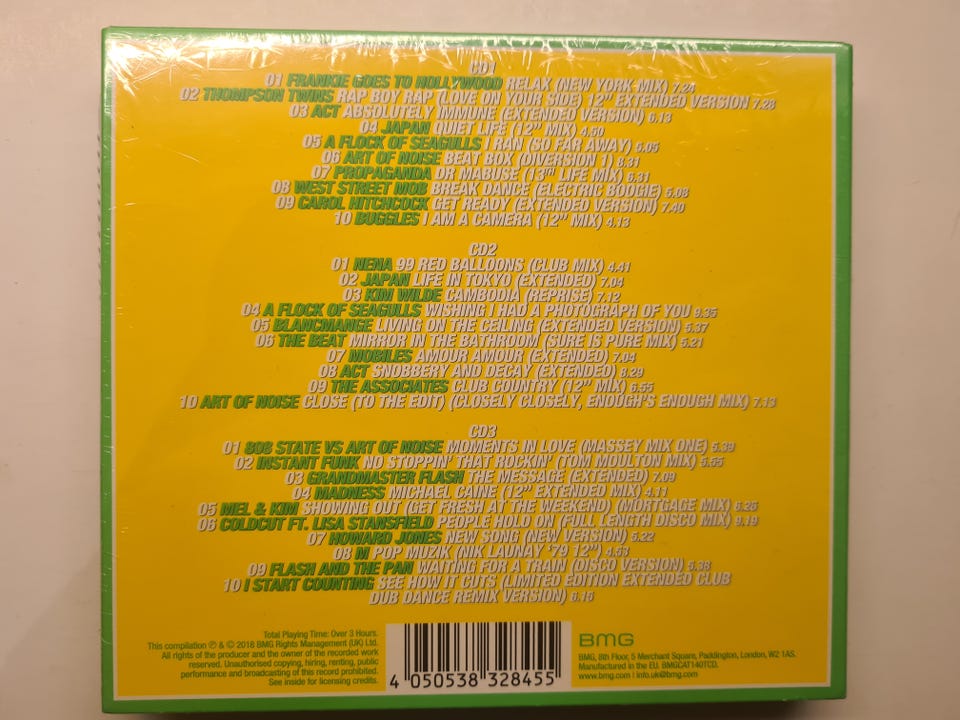 CD1
01 FRANKIE GOES TO HOLLYWOOD RELAX (NEW YORK MIX) 7.24
02 THOMPSON TWINS RAP BOY RAP (LOVE ON YOUR SIDE) 12" EXTENDED VERSION 7.28
03 ACT ABSOLUTELY IMMUNE (EXTENDED VERSION) 6.13
04 JAPAN QUIET LIFE (12" MIX) 4.50
05 A FLOCK OF SEAGULLS I RAN (SO FAR AWAY) 5.05
06 ART OF NOISE BEAT BOX (DIVERSION 1) 8.31
07 PROPAGANDA DR MABUSE (13TH LIFE MIX) 6.31
08 WEST STREET MOB BREAK DANCE (ELECTRIC BOOGIE) 5.08
09 CAROL HITCHCOCK GET READY (EXTENDED VERSION) 7.40
10 BUGGLES I AM A CAMERA (12" MIX) 4.13
CD2
01 NENA 99 RED BALLOONS (CLUB MIX) 4.41
02 JAPAN LIFE IN TOKYO (EXTENDED) 7.04
03 KIM WILDE CAMBODIA (REPRISE) 7.12
04 A FLOCK OF SEAGULLS WISHING I HAD A PHOTOGRAPH OF YOU 9.35
05 BLANCMANGE LIVING ON THE CEILING (EXTENDED VERSION) 5.37
06 THE BEAT MIRROR IN THE BATHROOM (SURE IS PURE MIX) 5.21
07 MOBILES AMOUR AMOUR (EXTENDED) 7.04
08 ACT SNOBBERY AND DECAY (EXTENDED) 8.29
09 THE ASSOCIATES CLUB COUNTRY (12" MIX) 6.55
10 ART OF NOISE CLOSE (TO THE EDIT) (CLOSELY CLOSELY, ENOUGH'S ENOUGH MIX) 7.13
CD3
01 808 STATE VS ART OF NOISE MOMENTS IN LOVE (MASSEY MIX ONE) 5.39
02 INSTANT FUNK NO STOPPIN' THAT ROCKIN' (TOM MOULTON MIX) 5.55
03 GRANDMASTER FLASH THE MESSAGE (EXTENDED) 7.09
04 MADNESS MICHAEL CAINE (12" EXTENDED MIX) 4.11
05 MEL & KIM SHOWING OUT (GET FRESH AT THE WEEKEND) (MORTGAGE MIX) 6.25
06 COLDCUT FT. LISA STANSFIELD PEOPLE HOLD ON (FULL LENGTH DISCO MIX) 9.19
07 HOWARD JONES NEW SONG (NEW VERSION) 5.22
08 M POP MUZIK (NIK LAUNAY '79 12") 4.53
09 FLASH AND THE PAN WAITING FOR A TRAIN (DISCO VERSION) 5.38
10 I START COUNTING SEE HOW IT CUTS (LIMITED EDITION EXTENDED CLUB
DUB DANCE REMIX VERSION) 6.16
Total Playing Time: Over 3 Hours.
This compilation ℗ & © 2018 BMG Rights Management (UK) Ltd.
All rights of the producer and the owner of the recorded work
reserved. Unauthorised copying, hiring, renting, public
performance and broadcasting of this record prohibited.
See inside for licensing credits.
4 050538 328455
BMG
BMG, 8th Floor, 5 Merchant Square, Paddington, London, W2 1AS.
Manufactured in the EU. BMGCAT140TCD.
www.bmg.com | info.uk@bmg.com